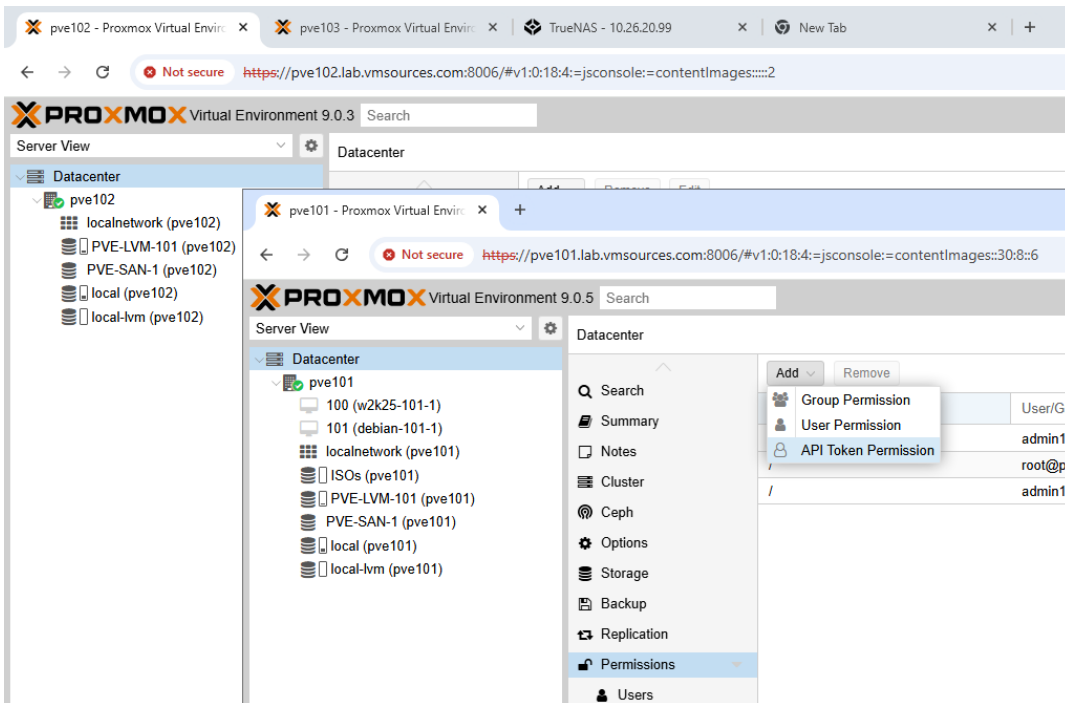 pve102 - Proxmox Virtual Enviro
pve103 - Proxmox Virtual Enviro
TrueNAS - 10.26.20.99
New Tab
Not secure https://pve102.lab.vmsources.com:8006/#v1:0:18:4:=jsconsole:=contentImages:::::2
PROXMOX Virtual Environment 9.0.3 Search
Server View
Datacenter
pve102
localnetwork (pve102)
PVE-LVM-101 (pve102)
PVE-SAN-1 (pve102)
local (pve102)
local-lvm (pve102)
Datacenter
Add Remove Edit
pve101 - Proxmox Virtual Enviro
Not secure https://pve101.lab.vmsources.com:8006/#v1:0:18:4:=jsconsole:=contentImages::30:8::6
PROXMOX Virtual Environment 9.0.5 Search
Server View
Datacenter
pve101
100 (w2k25-101-1)
101 (debian-101-1)
localnetwork (pve101)
ISOs (pve101)
PVE-LVM-101 (pve101)
PVE-SAN-1 (pve101)
local (pve101)
local-lvm (pve101)
Datacenter
Search
Summary
Notes
Cluster
Ceph
Options
Storage
Backup
Replication
Permissions
Users
Add Remove
Group Permission
User Permission
API Token Permission
User/G
admin1
/ root@p
/ admin1